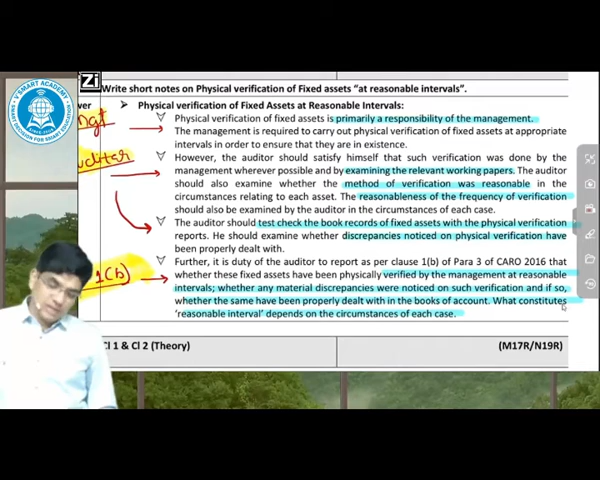 V'SMART ACADEMY
Zi
Write short notes on Physical verification of Fixed assets "at reasonable intervals".
Physical verification of Fixed Assets at Reasonable Intervals:
Physical verification of fixed assets is primarily a responsibility of the management.
The management is required to carry out physical verification of fixed assets at appropriate
intervals in order to ensure that they are in existence.
However, the auditor should satisfy himself that such verification was done by the
management wherever possible and by examining the relevant working papers. The auditor
should also examine whether the method of verification was reasonable in the
circumstances relating to each asset. The reasonableness of the frequency of verification
should also be examined by the auditor in the circumstances of each case.
The auditor should test check the book records of fixed assets with the physical verification
reports. He should examine whether discrepancies noticed on physical verification have
been properly dealt with.
1(b)
Further, it is duty of the auditor to report as per clause 1(b) of Para 3 of CARO 2016 that
whether these fixed assets have been physically verified by the management at reasonable
intervals; whether any material discrepancies were noticed on such verification and if so,
whether the same have been properly dealt with in the books of account. What constitutes
'reasonable interval' depends on the circumstances of each case.
Cl 1 & Cl 2 (Theory)
(M17R/N19R)